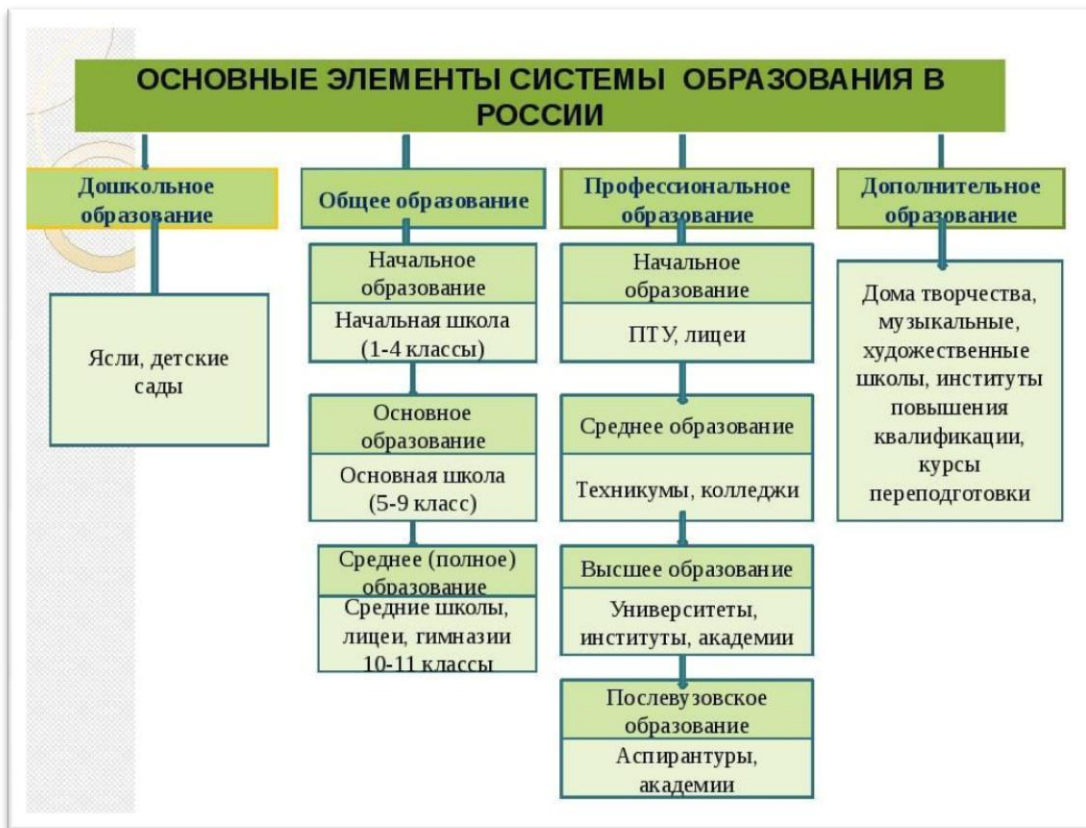 ОСНОВНЫЕ ЭЛЕМЕНТЫ СИСТЕМЫ ОБРАЗОВАНИЯ В
РОССИИ
Дошкольное
образование
Ясли, детские
сады
Общее образование
Начальное
образование
Начальная школа
(1-4 классы)
Основное
образование
Основная школа
(5-9 класс)
Среднее (полное)
образование
Средние школы,
лицеи, гимназии
10-11 классы
Профессиональное
образование
Начальное
образование
ПТУ, лицеи
Среднее образование
Техникумы, колледжи
Высшее образование
Университеты,
институты, академии
Послевузовское
образование
Аспирантуры,
академии
Дополнительное
образование
Дома творчества,
музыкальные,
художественные
школы, институты
повышения
квалификации,
курсы
переподготовки